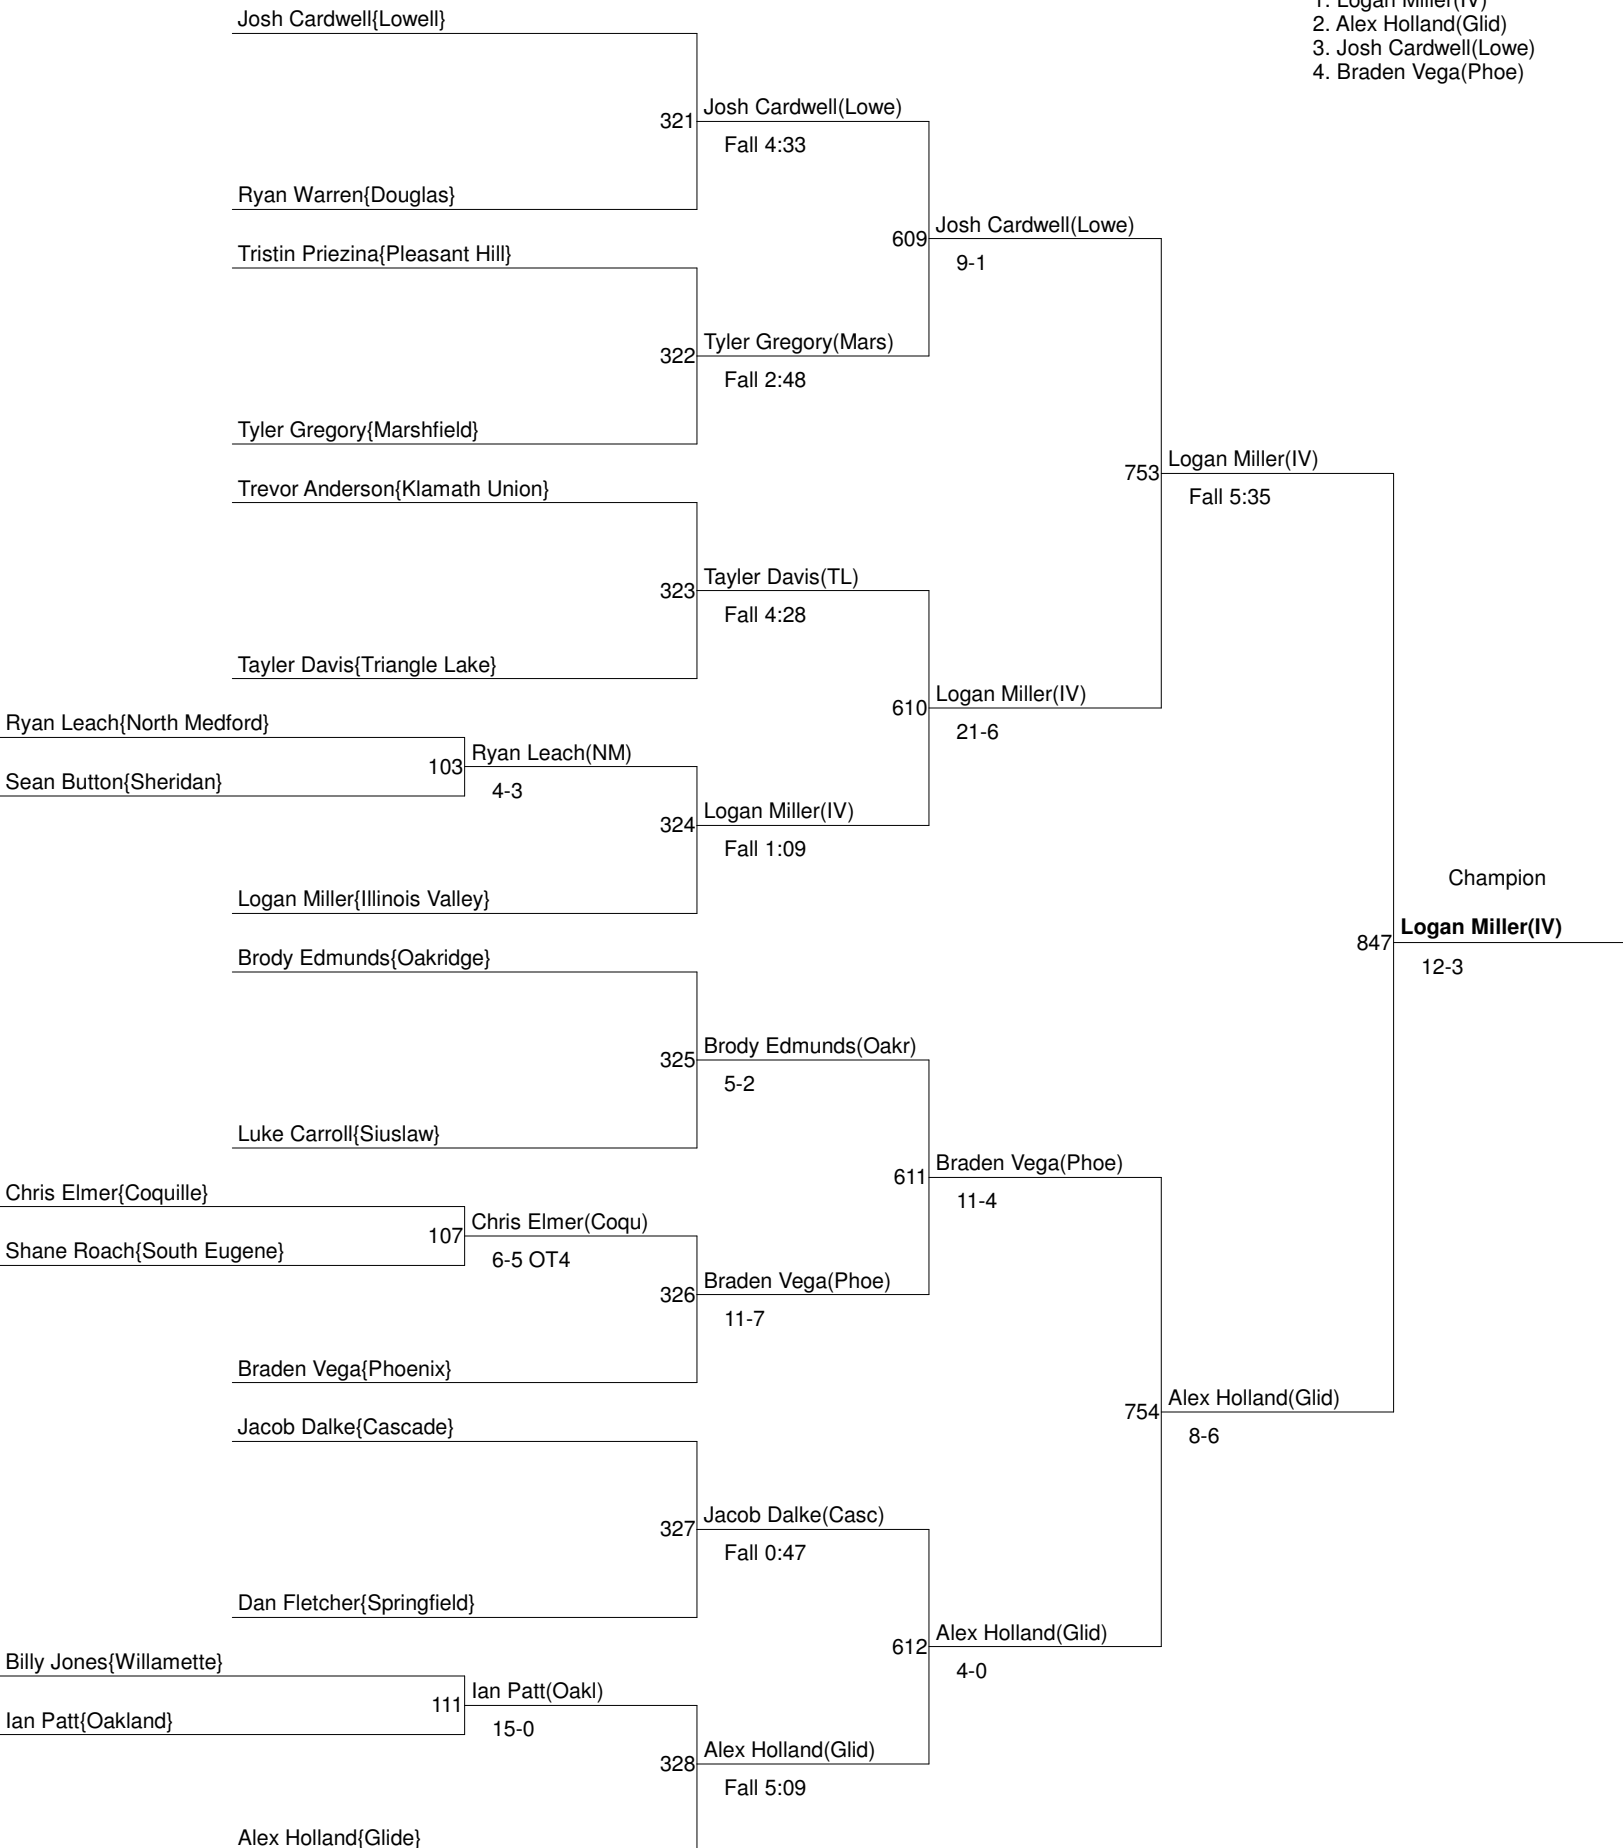 1. Logan Miller(IV)
2. Alex Holland(Glid)
3. Josh Cardwell(Lowe)
4. Braden Vega(Phoe)
Josh Cardwell{Lowell}
321
Josh Cardwell(Lowe)
Fall 4:33
Ryan Warren{Douglas}
609
Josh Cardwell(Lowe)
9-1
Tristin Priezina{Pleasant Hill}
322
Tyler Gregory(Mars)
Fall 2:48
Tyler Gregory{Marshfield}
753
Logan Miller(IV)
Fall 5:35
Trevor Anderson{Klamath Union}
323
Tayler Davis(TL)
Fall 4:28
Tayler Davis{Triangle Lake}
610
Logan Miller(IV)
21-6
Ryan Leach{North Medford}
103
Ryan Leach(NM)
4-3
Sean Button{Sheridan}
324
Logan Miller(IV)
Fall 1:09
Logan Miller{Illinois Valley}
Champion
847
Logan Miller(IV)
12-3
Brody Edmunds{Oakridge}
325
Brody Edmunds(Oakr)
5-2
Luke Carroll{Siuslaw}
611
Braden Vega(Phoe)
11-4
Chris Elmer{Coquille}
107
Chris Elmer(Coqu)
6-5 OT4
Shane Roach{South Eugene}
326
Braden Vega(Phoe)
11-7
Braden Vega{Phoenix}
754
Alex Holland(Glid)
8-6
Jacob Dalke{Cascade}
327
Jacob Dalke(Casc)
Fall 0:47
Dan Fletcher{Springfield}
612
Alex Holland(Glid)
4-0
Billy Jones{Willamette}
111
Ian Patt(Oakl)
15-0
Ian Patt{Oakland}
328
Alex Holland(Glid)
Fall 5:09
Alex Holland{Glide}